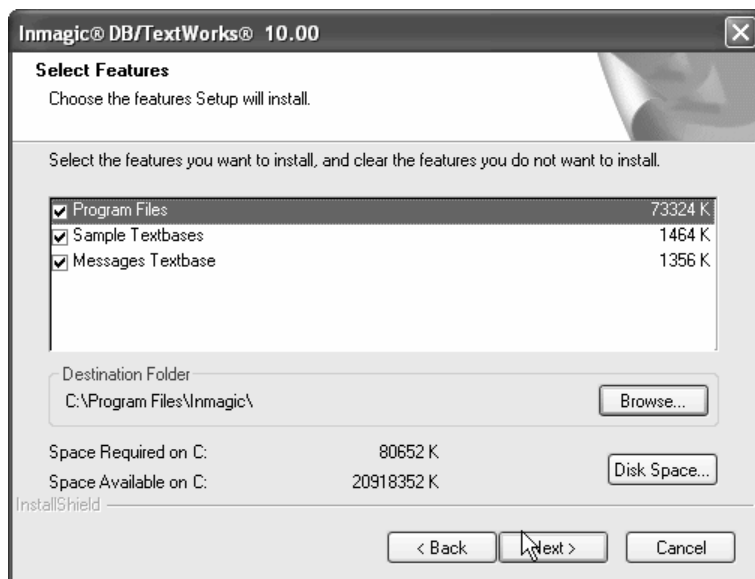 Inmagic® DB/TextWorks® 10.00
Select Features
Choose the features Setup will install.
Select the features you want to install, and clear the features you do not want to install.
Program Files 73324 K
Sample Textbases 1464 K
Messages Textbase 1356 K
Destination Folder
C:\Program Files\Inmagic\ Browse...
Space Required on C: 80652 K
Disk Space...
Space Available on C: 20918352 K
InstallShield
< Back Next > Cancel